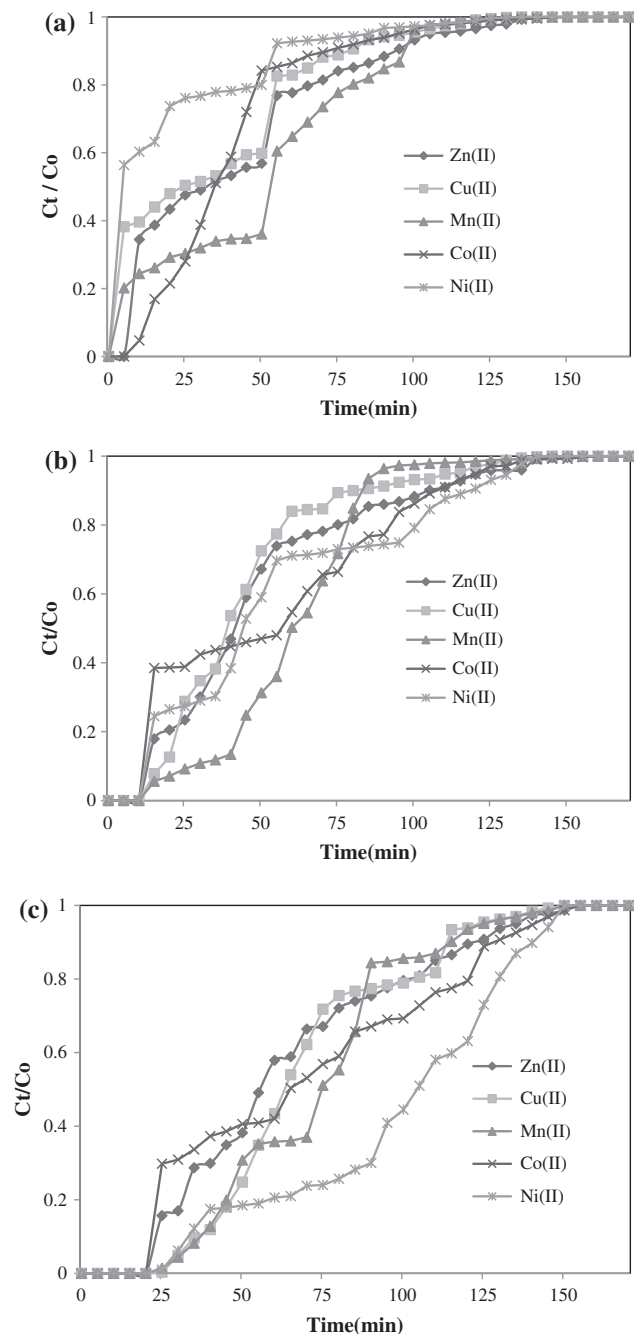 (a)
1
0.8
0.6
0.4
0.2
0
Ct / Co
Zn(II)
Cu(II)
Mn(II)
Co(II)
Ni(II)
0 25 50 75 100 125 150
Time(min)
(b)
1
0.8
0.6
0.4
0.2
0
Ct/Co
Zn(II)
Cu(II)
Mn(II)
Co(II)
Ni(II)
0 25 50 75 100 125 150
Time(min)
(c)
1
0.8
0.6
0.4
0.2
0
Ct/Co
Zn(II)
Cu(II)
Mn(II)
Co(II)
Ni(II)
0 25 50 75 100 125 150
Time(min)